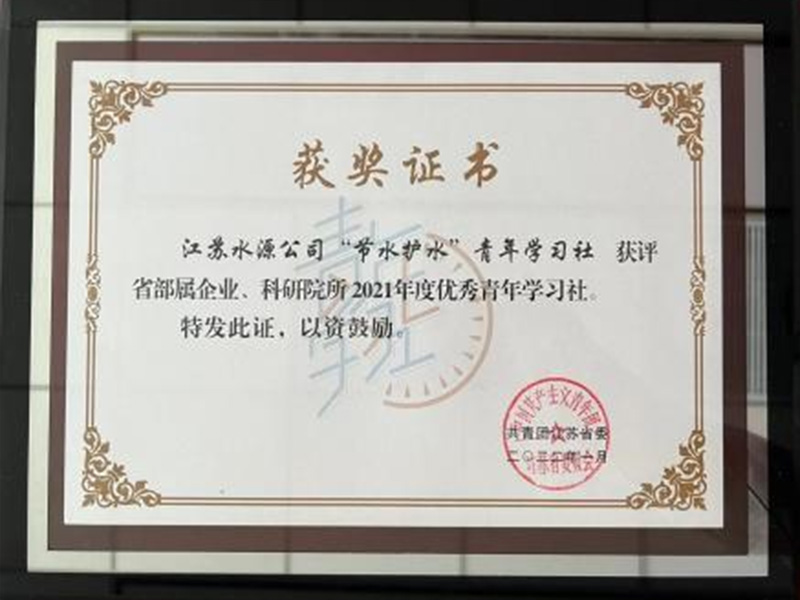 获奖证书
江苏水源公司“节水护水”青年学习社 获评
省部属企业、科研院所2021年度优秀青年学习社。
特发此证，以资鼓励。
共青团江苏省委